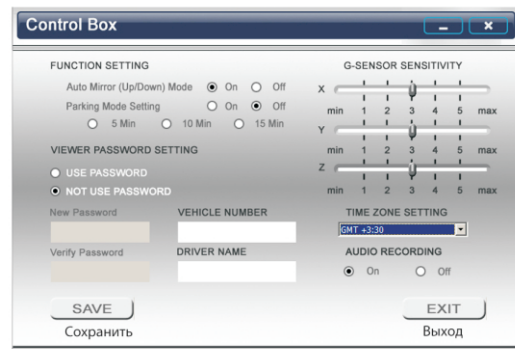 Control Box
FUNCTION SETTING
Auto Mirror (Up/Down) Mode On Off
Parking Mode Setting On Off
5 Min 10 Min 15 Min
VIEWER PASSWORD SETTING
USE PASSWORD
NOT USE PASSWORD
New Password
Verify Password
VEHICLE NUMBER
DRIVER NAME
G-SENSOR SENSITIVITY
X
min 1 2 3 4 5 max
Y
min 1 2 3 4 5 max
Z
min 1 2 3 4 5 max
TIME ZONE SETTING
GMT +3:30
AUDIO RECORDING
On Off
SAVE
Сохранить
EXIT
Выход